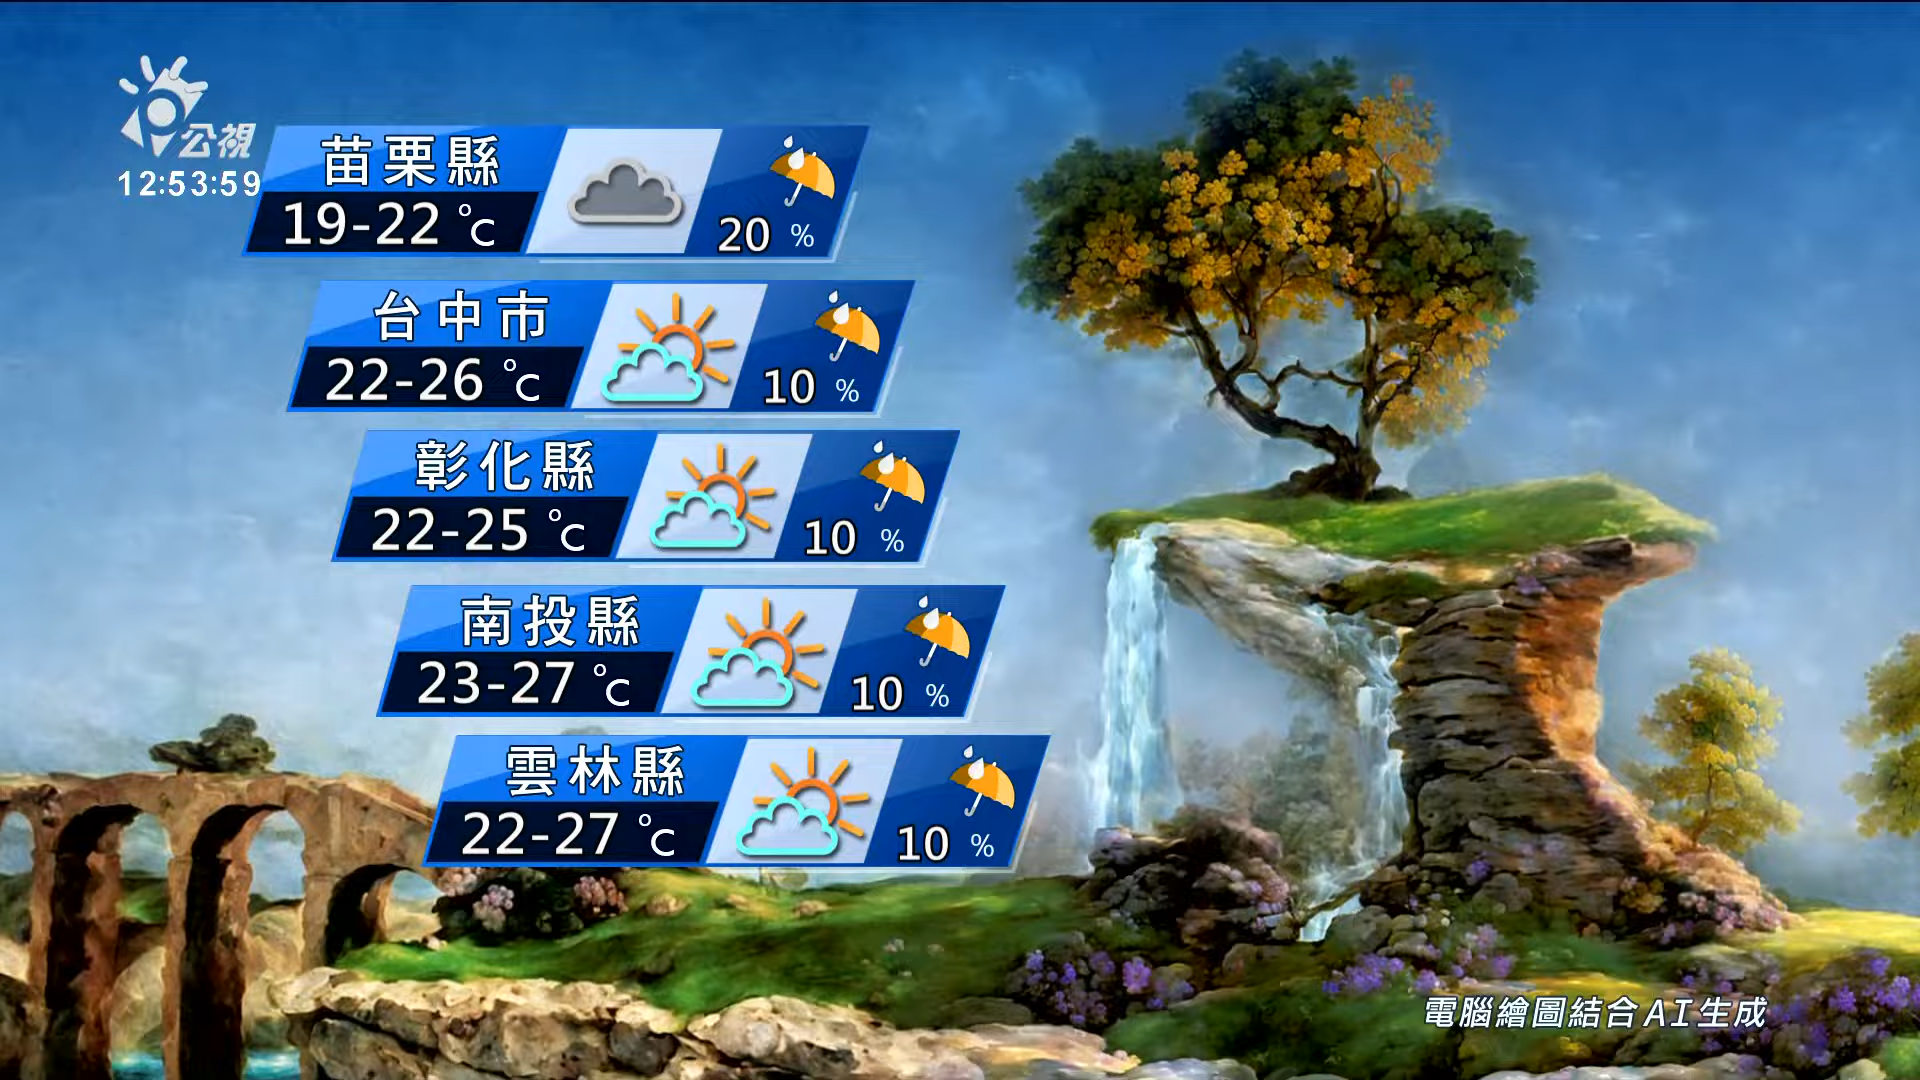 公視
12:53:59
苗栗縣
19-22 °C
20 %
台中市
22-26 °C
10 %
彰化縣
22-25 °C
10 %
南投縣
23-27 °C
10 %
雲林縣
22-27 °C
10 %
電腦繪圖結合AI生成